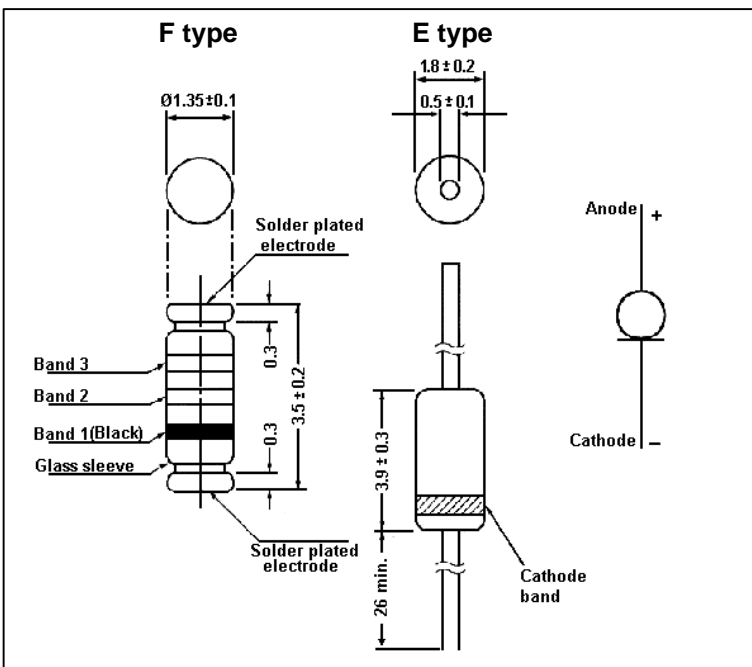 F type
E type
Ø1.35±0.1
1.8±0.2
0.5±0.1
Solder plated
electrode
Anode
+
Band 3
Band 2
Band 1(Black)
Glass sleeve
0.3
3.5±0.2
0.3
Solder plated
electrode
3.9±0.3
26 min.
Cathode
band
Cathode
–